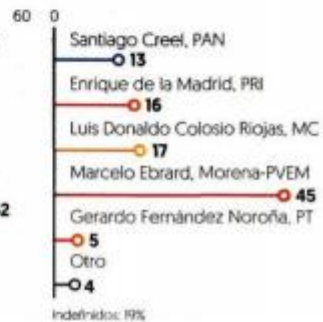 60 0
Santiago Creel, PAN
13
Enrique de la Madrid, PRI
16
Luis Donaldo Colosio Riojas, MC
17
Marcelo Ebrard, Morena-PVEM
45
2
Gerardo Fernández Noroña, PT
5
Otro
4
Indefinidos: 19%